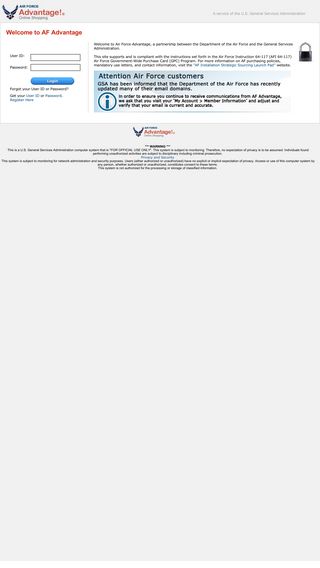 AIR FORCE
Advantage!®
Online Shopping
A service of the U.S. General Services Administration
Welcome to AF Advantage
User ID:
Password:
Login
Forgot your User ID or Password?
Get your User ID or Password.
Register Here
Welcome to Air Force Advantage, a partnership between the Department of the Air Force and the General Services
Administration.
This site supports and is compliant with the instructions set forth in the Air Force Instruction 64-117 (AFI 64-117)
Air Force Government-Wide Purchase Card (GPC) Program. For more information on AF purchasing policies,
mandatory use letters, and contact information, visit the "AF Installation Strategic Sourcing Launch Pad" website.
Attention Air Force customers
GSA has been informed that the Department of the Air Force has recently
updated many of their email domains.
In order to ensure you continue to receive communications from AF Advantage,
we ask that you visit your 'My Account > Member Information' and adjust and
verify that your email is current and accurate.
AIR FORCE
Advantage!®
Online Shopping
*** WARNING ***
This is a U.S. General Services Administration computer system that is "FOR OFFICIAL USE ONLY". This system is subject to monitoring. Therefore, no expectation of privacy is to be assumed. Individuals found
performing unauthorized activities are subject to disciplinary including criminal prosecution.
Privacy and Security
This system is subject to monitoring for network administration and security purposes. Users (either authorized or unauthorized) have no explicit or implicit expectation of privacy. Access or use of this computer system by
any person, whether authorized or unauthorized, constitutes consent to these terms.
This system is not authorized for the processing or storage of classified information.